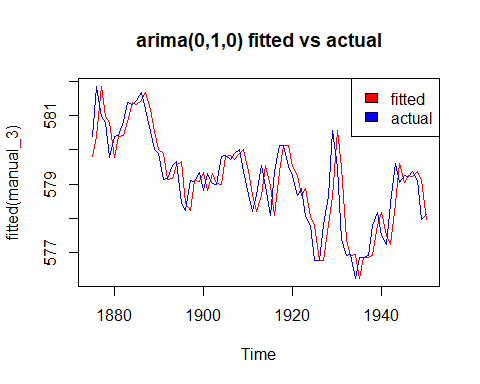 arima(0,1,0) fitted vs actual
fitted
actual
fitted(manual_3)
581
579
577
1880
1900
1920
1940
Time